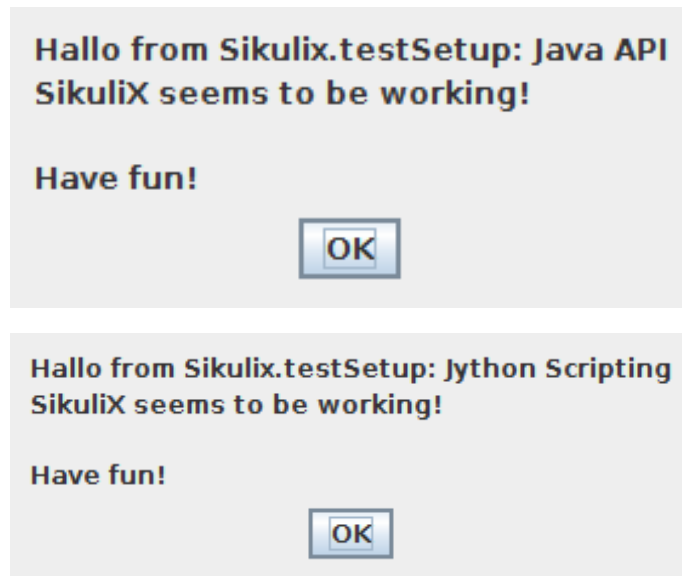 Hallo from Sikulix.testSetup: Java API
SikuliX seems to be working!
Have fun!
OK
Hallo from Sikulix.testSetup: Jython Scripting
SikuliX seems to be working!
Have fun!
OK